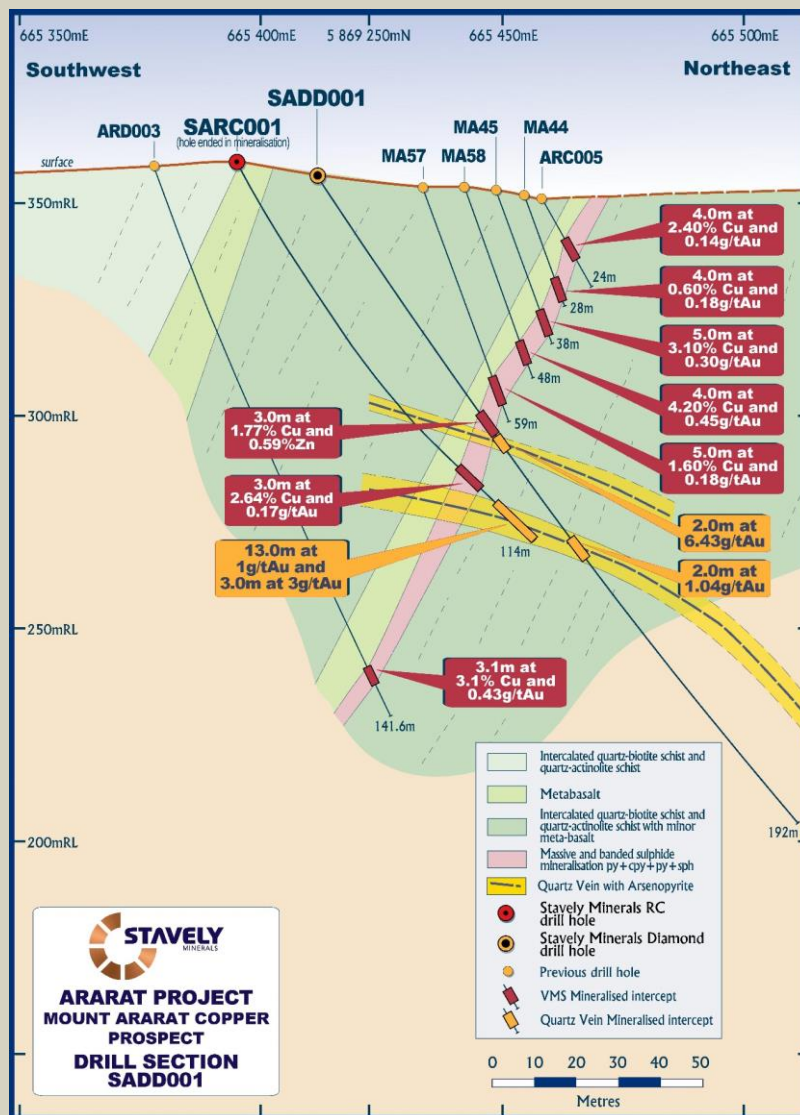 665 350mE
665 400mE
5 869 250mN
665 450mE
665 500mE
Southwest
Northeast
SADD001
ARD003
SARC001
(hole ended in mineralisation)
MA45
MA44
MA57
MA58
ARC005
surface
350mRL
4.0m at
2.40% Cu and
0.14g/tAu
24m
4.0m at
0.60% Cu and
0.18g/tAu
28m
38m
5.0m at
3.10% Cu and
0.30g/tAu
48m
4.0m at
4.20% Cu and
0.45g/tAu
300mRL
59m
3.0m at
1.77% Cu and
0.59%Zn
5.0m at
1.60% Cu and
0.18g/tAu
3.0m at
2.64% Cu and
0.17g/tAu
2.0m at
6.43g/tAu
13.0m at
1g/tAu and
3.0m at 3g/tAu
114m
2.0m at
1.04g/tAu
250mRL
3.1m at
3.1% Cu and
0.43g/tAu
141.6m
192m
200mRL
Intercalated quartz-biotite schist and
quartz-actinolite schist
Metabasalt
Intercalated quartz-biotite schist and
quartz-actinolite schist with minor
meta-basalt
Massive and banded sulphide
mineralisation py+cpy+py+sph
Quartz Vein with Arsenopyrite
Stavely Minerals RC
drill hole
Stavely Minerals Diamond
drill hole
Previous drill hole
VMS Mineralised intercept
Quartz Vein Mineralised intercept
0 10 20 30 40 50
Metres
STAVELY
MINERALS
ARARAT PROJECT
MOUNT ARARAT COPPER
PROSPECT
DRILL SECTION
SADD001